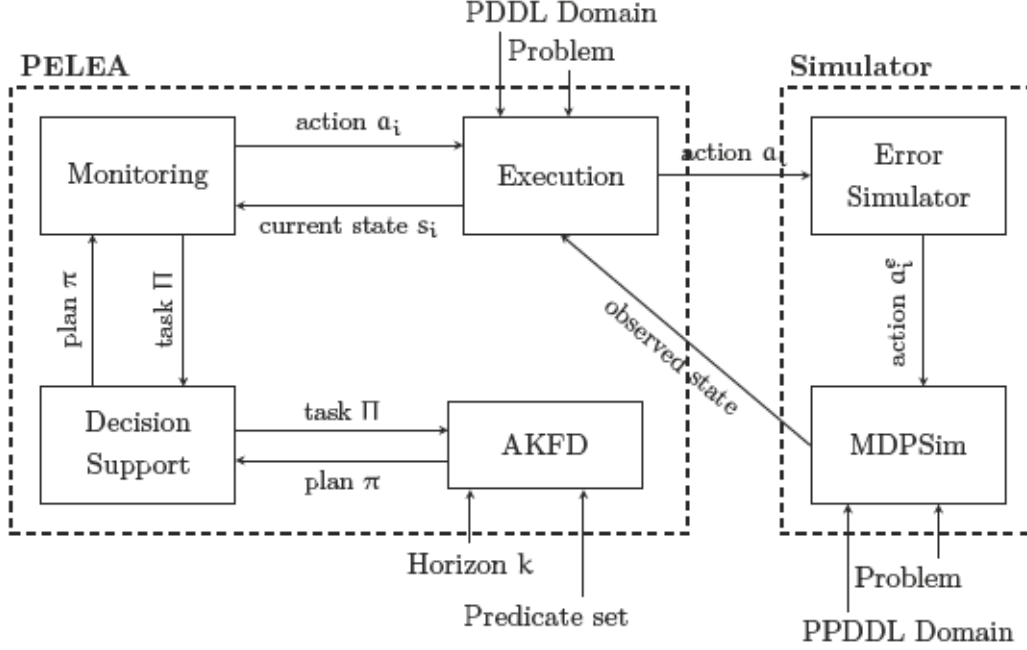 PDDL Domain
Problem
PELEA
Simulator
Monitoring
action aᵢ
current state sᵢ
Execution
action aᵢ
Error
Simulator
plan π
task Π
observed state
action aᵢᵉ
Decision
Support
task Π
plan π
AKFD
MDPSim
Horizon k
Predicate set
Problem
PPDDL Domain